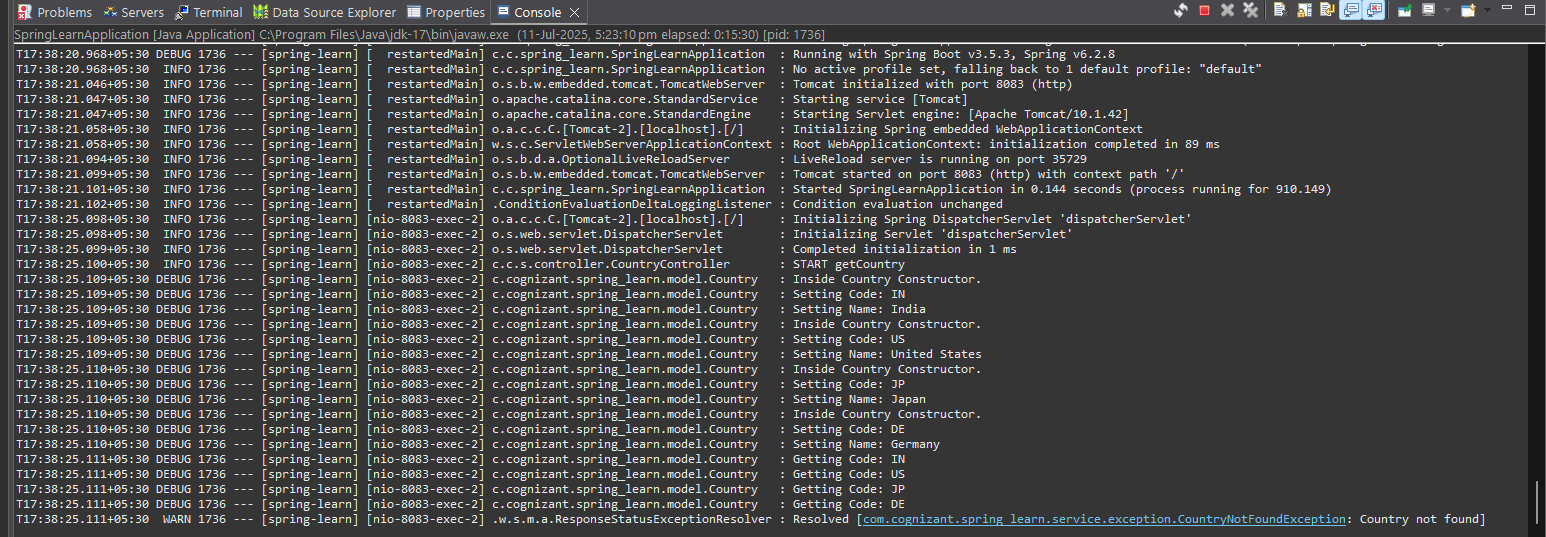 Problems Servers Terminal Data Source Explorer Properties Console
SpringLearnApplication [Java Application] C:\Program Files\Java\jdk-17\bin\javaw.exe (11-Jul-2025, 5:23:10 pm elapsed: 0:15:30) [pid: 1736]
T17:38:20.968+05:30 DEBUG 1736 --- [spring-learn] [  restartedMain] c.c.spring_learn.SpringLearnApplication  : Running with Spring Boot v3.5.3, Spring v6.2.8
T17:38:20.968+05:30  INFO 1736 --- [spring-learn] [  restartedMain] c.c.spring_learn.SpringLearnApplication  : No active profile set, falling back to 1 default profile: "default"
T17:38:21.046+05:30  INFO 1736 --- [spring-learn] [  restartedMain] o.s.b.w.embedded.tomcat.TomcatWebServer  : Tomcat initialized with port 8083 (http)
T17:38:21.047+05:30  INFO 1736 --- [spring-learn] [  restartedMain] o.apache.catalina.core.StandardService   : Starting service [Tomcat]
T17:38:21.047+05:30  INFO 1736 --- [spring-learn] [  restartedMain] o.apache.catalina.core.StandardEngine    : Starting Servlet engine: [Apache Tomcat/10.1.42]
T17:38:21.058+05:30  INFO 1736 --- [spring-learn] [  restartedMain] o.a.c.c.C.[Tomcat-2].[localhost].[/]     : Initializing Spring embedded WebApplicationContext
T17:38:21.058+05:30  INFO 1736 --- [spring-learn] [  restartedMain] w.s.c.ServletWebServerApplicationContext : Root WebApplicationContext: initialization completed in 89 ms
T17:38:21.094+05:30  INFO 1736 --- [spring-learn] [  restartedMain] o.s.b.d.a.OptionalLiveReloadServer       : LiveReload server is running on port 35729
T17:38:21.099+05:30  INFO 1736 --- [spring-learn] [  restartedMain] o.s.b.w.embedded.tomcat.TomcatWebServer  : Tomcat started on port 8083 (http) with context path '/'
T17:38:21.101+05:30  INFO 1736 --- [spring-learn] [  restartedMain] c.c.spring_learn.SpringLearnApplication  : Started SpringLearnApplication in 0.144 seconds (process running for 910.149)
T17:38:21.102+05:30  INFO 1736 --- [spring-learn] [  restartedMain] .ConditionEvaluationDeltaLoggingListener : Condition evaluation unchanged
T17:38:25.098+05:30  INFO 1736 --- [spring-learn] [nio-8083-exec-2] o.a.c.c.C.[Tomcat-2].[localhost].[/]     : Initializing Spring DispatcherServlet 'dispatcherServlet'
T17:38:25.098+05:30  INFO 1736 --- [spring-learn] [nio-8083-exec-2] o.s.web.servlet.DispatcherServlet        : Initializing Servlet 'dispatcherServlet'
T17:38:25.099+05:30  INFO 1736 --- [spring-learn] [nio-8083-exec-2] o.s.web.servlet.DispatcherServlet        : Completed initialization in 1 ms
T17:38:25.100+05:30  INFO 1736 --- [spring-learn] [nio-8083-exec-2] c.c.s.controller.CountryController       : START getCountry
T17:38:25.109+05:30 DEBUG 1736 --- [spring-learn] [nio-8083-exec-2] c.cognizant.spring_learn.model.Country   : Inside Country Constructor.
T17:38:25.109+05:30 DEBUG 1736 --- [spring-learn] [nio-8083-exec-2] c.cognizant.spring_learn.model.Country   : Setting Code: IN
T17:38:25.109+05:30 DEBUG 1736 --- [spring-learn] [nio-8083-exec-2] c.cognizant.spring_learn.model.Country   : Setting Name: India
T17:38:25.109+05:30 DEBUG 1736 --- [spring-learn] [nio-8083-exec-2] c.cognizant.spring_learn.model.Country   : Inside Country Constructor.
T17:38:25.109+05:30 DEBUG 1736 --- [spring-learn] [nio-8083-exec-2] c.cognizant.spring_learn.model.Country   : Setting Code: US
T17:38:25.109+05:30 DEBUG 1736 --- [spring-learn] [nio-8083-exec-2] c.cognizant.spring_learn.model.Country   : Setting Name: United States
T17:38:25.110+05:30 DEBUG 1736 --- [spring-learn] [nio-8083-exec-2] c.cognizant.spring_learn.model.Country   : Inside Country Constructor.
T17:38:25.110+05:30 DEBUG 1736 --- [spring-learn] [nio-8083-exec-2] c.cognizant.spring_learn.model.Country   : Setting Code: JP
T17:38:25.110+05:30 DEBUG 1736 --- [spring-learn] [nio-8083-exec-2] c.cognizant.spring_learn.model.Country   : Setting Name: Japan
T17:38:25.110+05:30 DEBUG 1736 --- [spring-learn] [nio-8083-exec-2] c.cognizant.spring_learn.model.Country   : Inside Country Constructor.
T17:38:25.110+05:30 DEBUG 1736 --- [spring-learn] [nio-8083-exec-2] c.cognizant.spring_learn.model.Country   : Setting Code: DE
T17:38:25.110+05:30 DEBUG 1736 --- [spring-learn] [nio-8083-exec-2] c.cognizant.spring_learn.model.Country   : Setting Name: Germany
T17:38:25.111+05:30 DEBUG 1736 --- [spring-learn] [nio-8083-exec-2] c.cognizant.spring_learn.model.Country   : Getting Code: IN
T17:38:25.111+05:30 DEBUG 1736 --- [spring-learn] [nio-8083-exec-2] c.cognizant.spring_learn.model.Country   : Getting Code: US
T17:38:25.111+05:30 DEBUG 1736 --- [spring-learn] [nio-8083-exec-2] c.cognizant.spring_learn.model.Country   : Getting Code: JP
T17:38:25.111+05:30 DEBUG 1736 --- [spring-learn] [nio-8083-exec-2] c.cognizant.spring_learn.model.Country   : Getting Code: DE
T17:38:25.111+05:30  WARN 1736 --- [spring-learn] [nio-8083-exec-2] .w.s.m.a.ResponseStatusExceptionResolver : Resolved [com.cognizant.spring_learn.service.exception.CountryNotFoundException: Country not found]